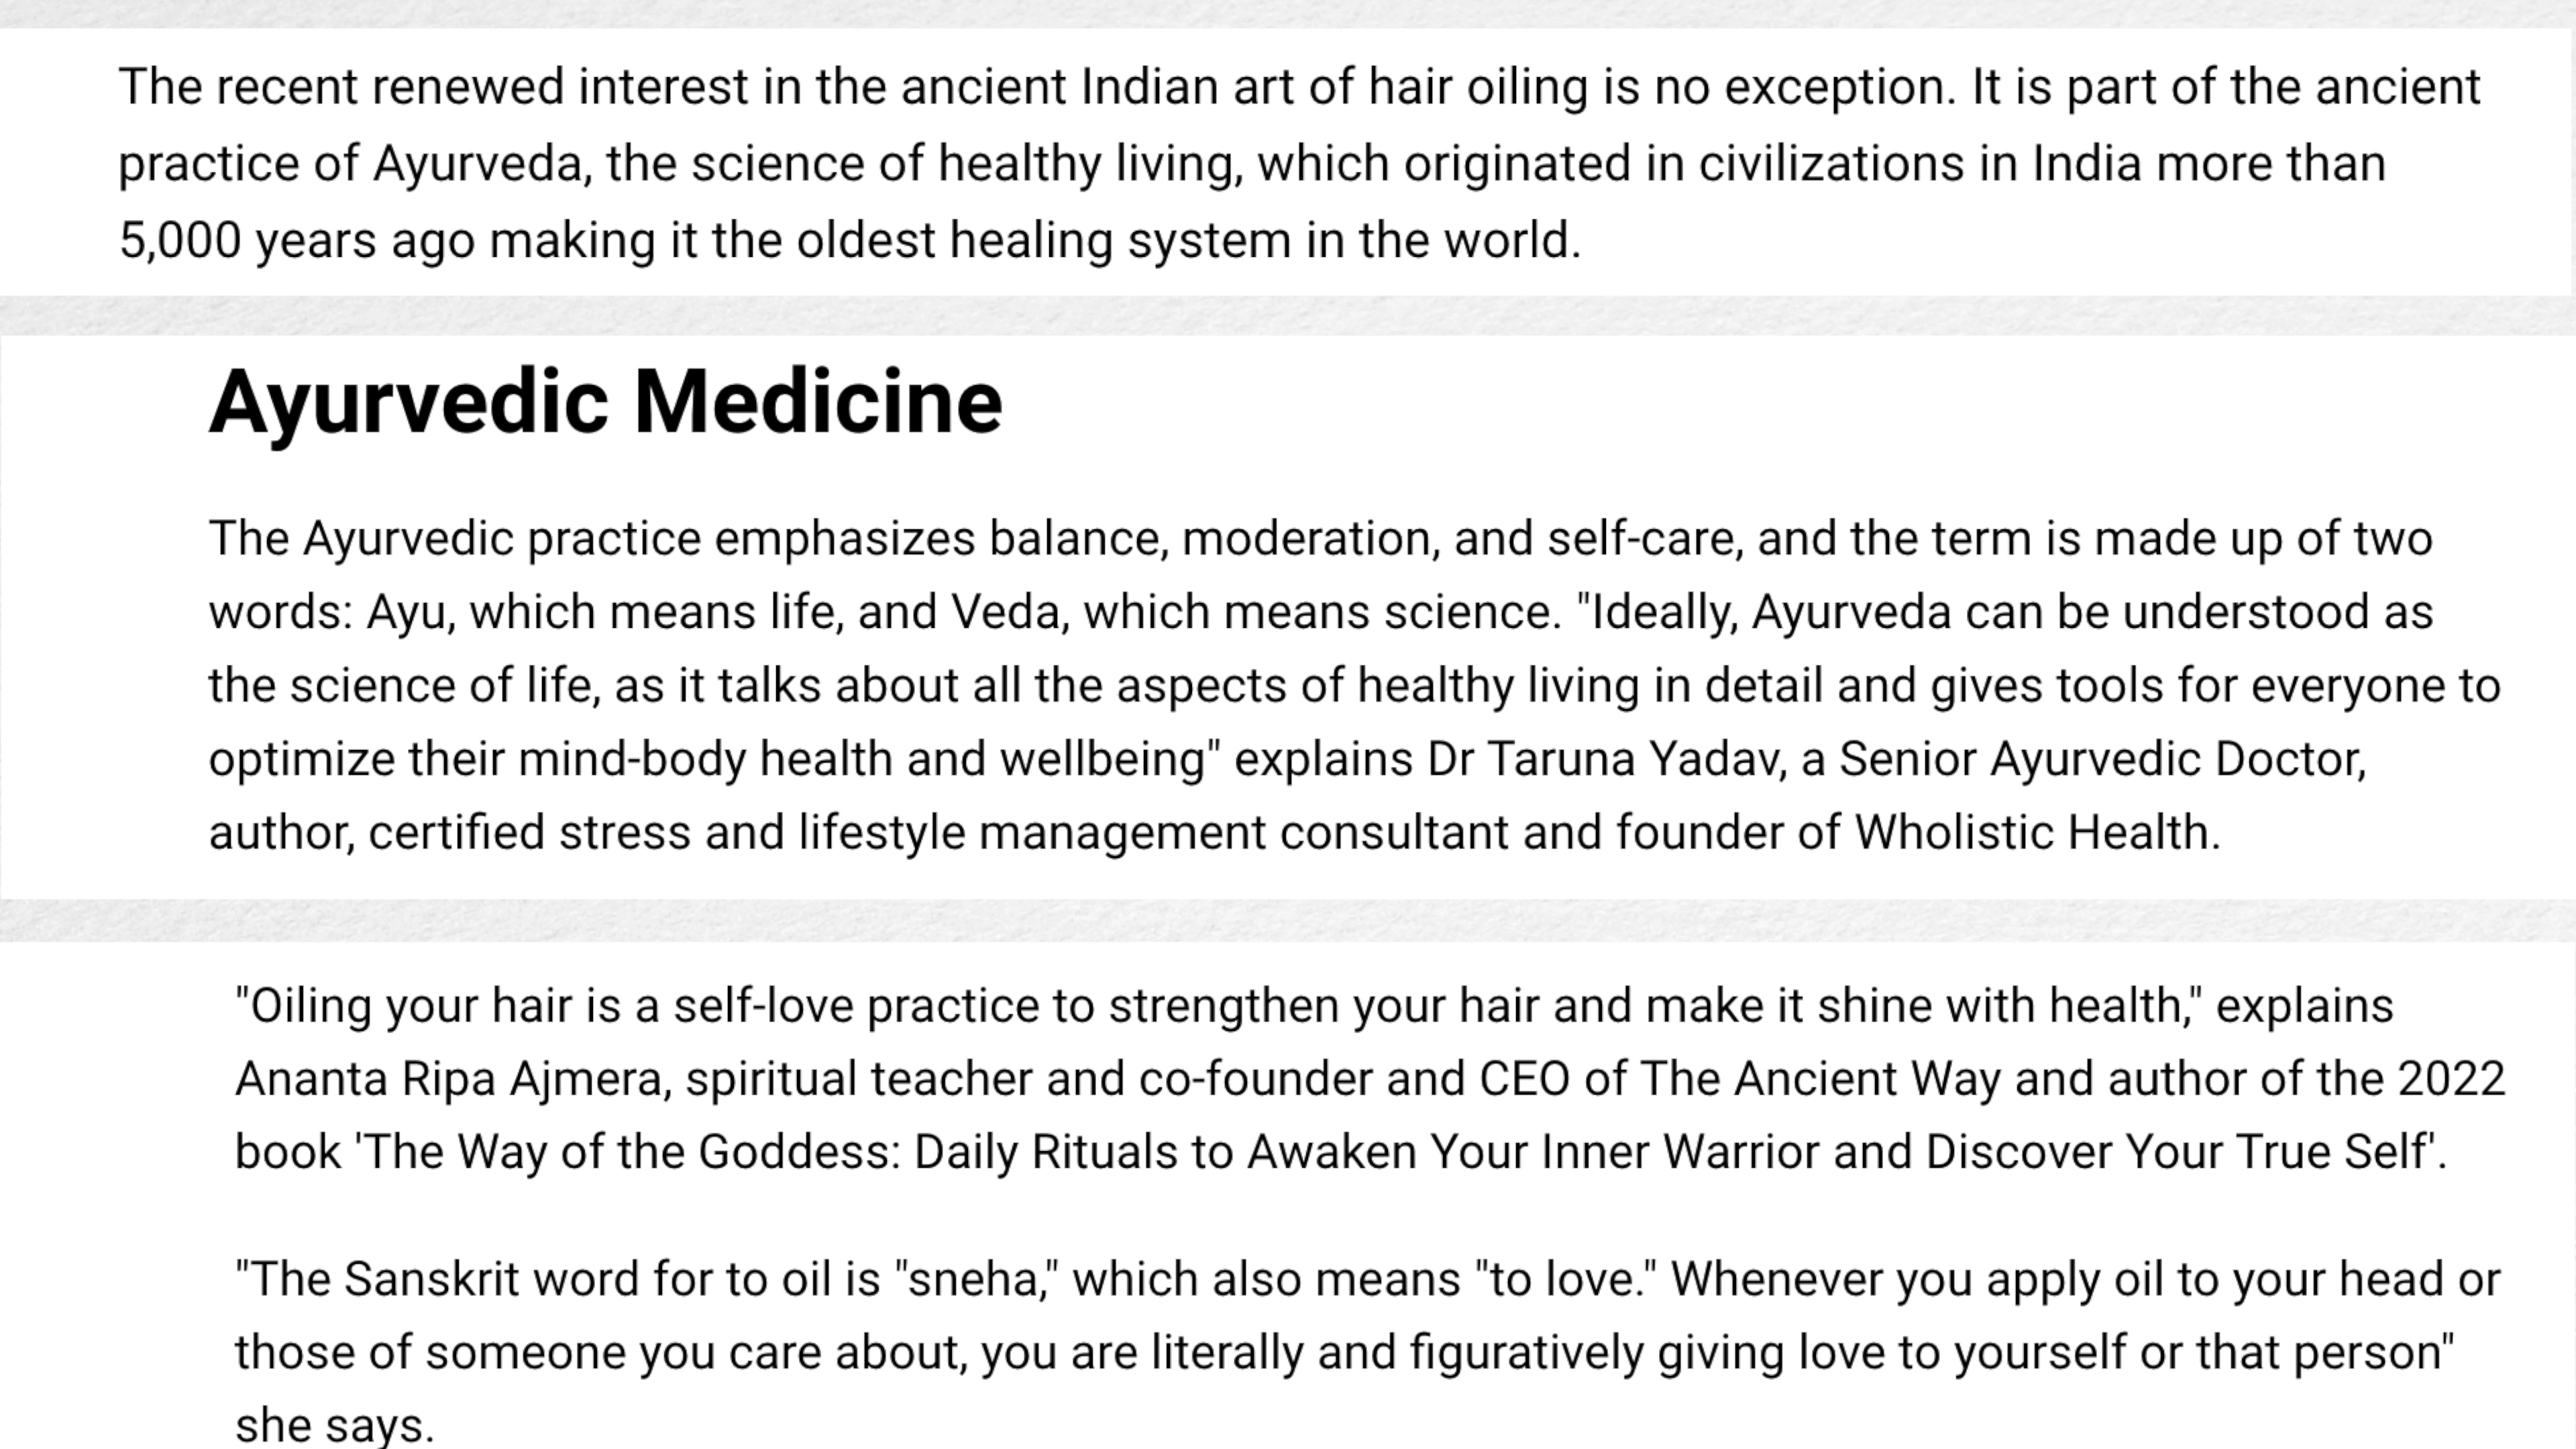 The recent renewed interest in the ancient Indian art of hair oiling is no exception. It is part of the ancient
practice of Ayurveda, the science of healthy living, which originated in civilizations in India more than
5,000 years ago making it the oldest healing system in the world.
Ayurvedic Medicine
The Ayurvedic practice emphasizes balance, moderation, and self-care, and the term is made up of two
words: Ayu, which means life, and Veda, which means science. "Ideally, Ayurveda can be understood as
the science of life, as it talks about all the aspects of healthy living in detail and gives tools for everyone to
optimize their mind-body health and wellbeing" explains Dr Taruna Yadav, a Senior Ayurvedic Doctor,
author, certified stress and lifestyle management consultant and founder of Wholistic Health.
"Oiling your hair is a self-love practice to strengthen your hair and make it shine with health," explains
Ananta Ripa Ajmera, spiritual teacher and co-founder and CEO of The Ancient Way and author of the 2022
book 'The Way of the Goddess: Daily Rituals to Awaken Your Inner Warrior and Discover Your True Self'.
"The Sanskrit word for to oil is "sneha," which also means "to love." Whenever you apply oil to your head or
those of someone you care about, you are literally and figuratively giving love to yourself or that person"
she says.